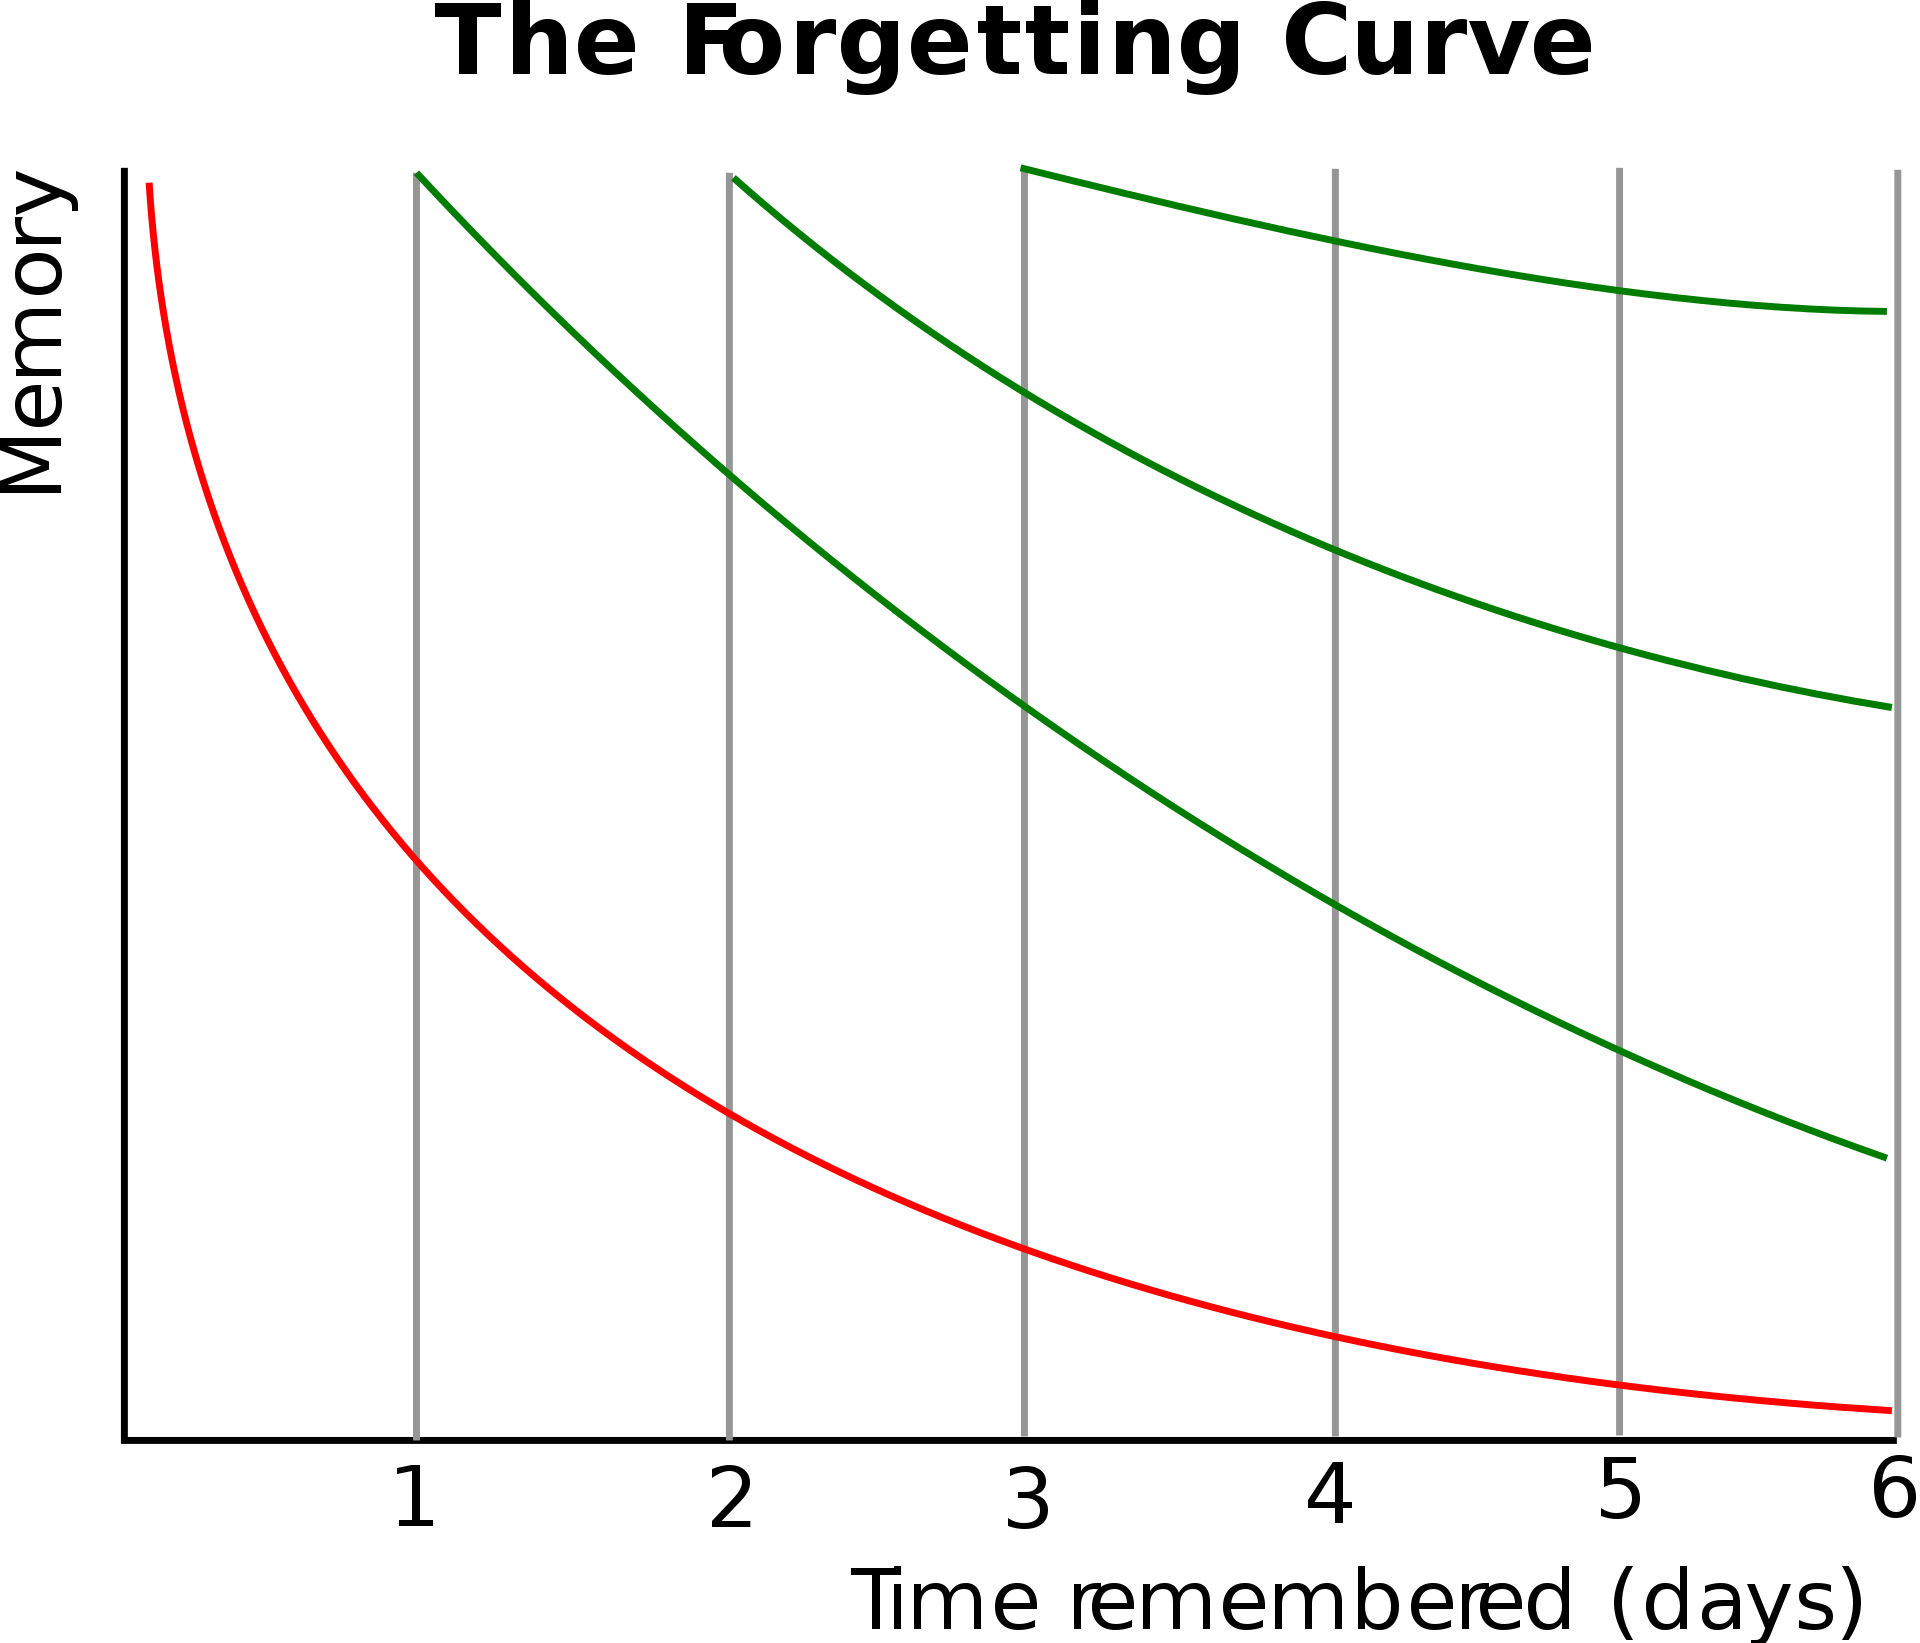 The Forgetting Curve
Memory
1 2 3 4 5 6
Time remembered (days)